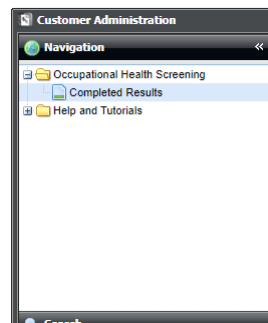 Customer Administration
Navigation
Occupational Health Screening
Completed Results
Help and Tutorials